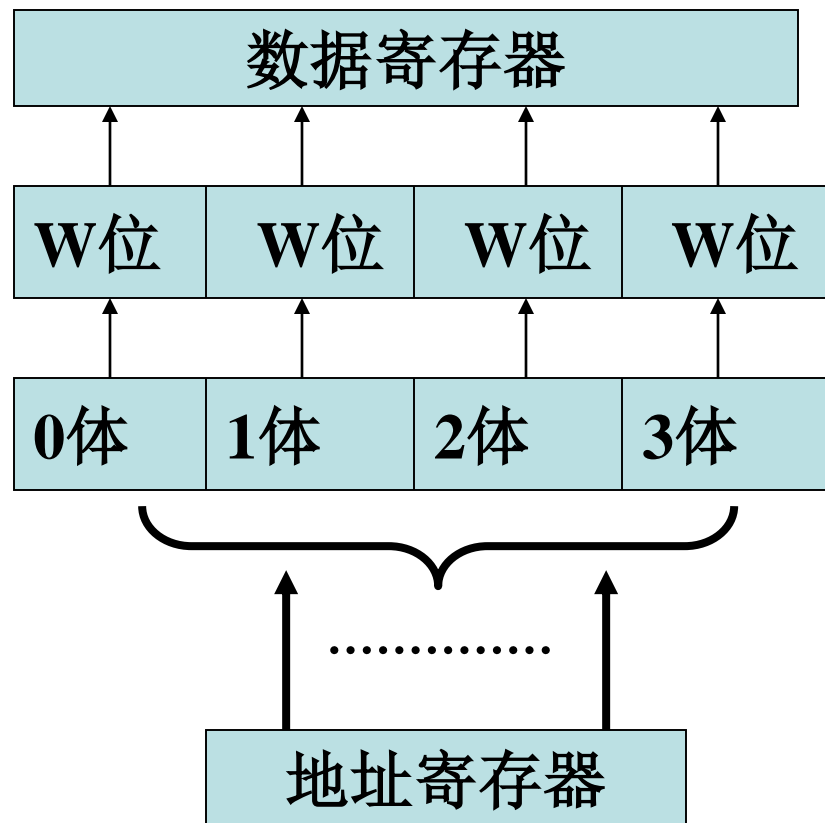 数据寄存器
W位 W位 W位 W位
0体 1体 2体 3体
..............
地址寄存器